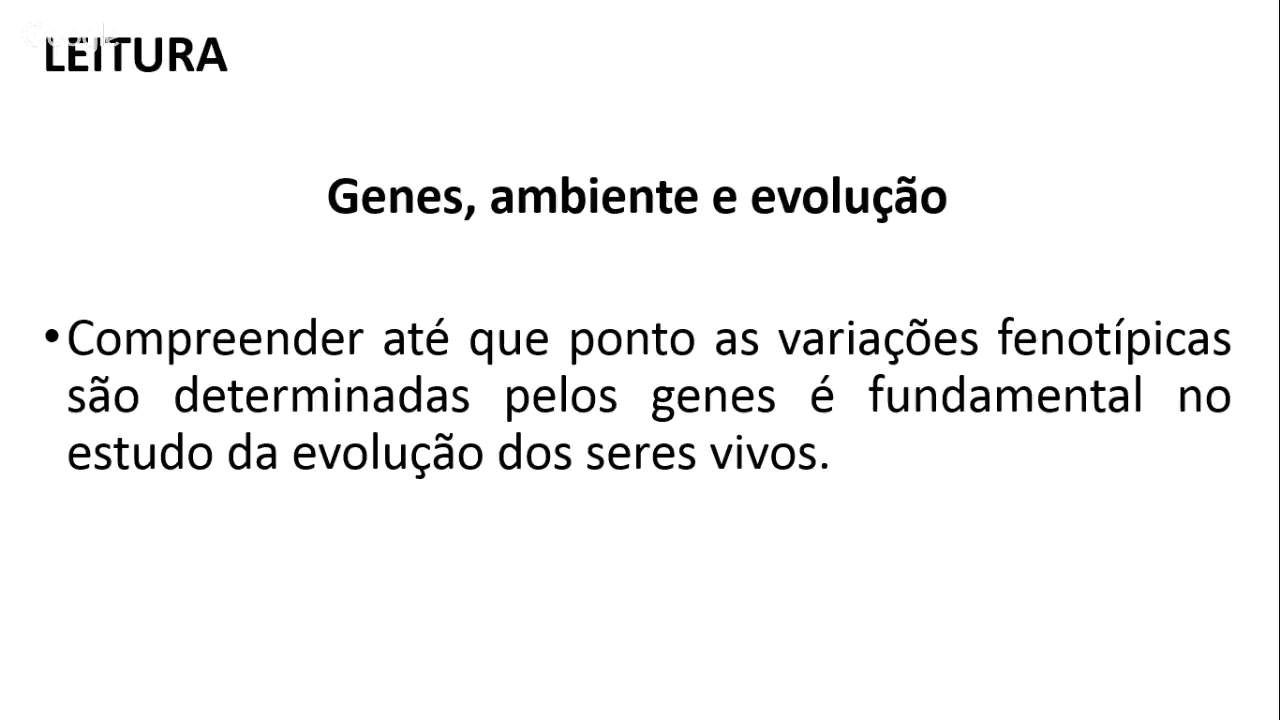 LEITURA
Genes, ambiente e evolução
•Compreender até que ponto as variações fenotípicas
são determinadas pelos genes é fundamental no
estudo da evolução dos seres vivos.